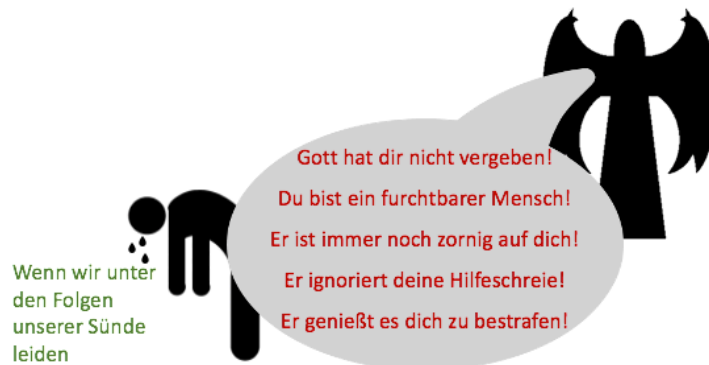 Gott hat dir nicht vergeben!
Du bist ein furchtbarer Mensch!
Er ist immer noch zornig auf dich!
Er ignoriert deine Hilfeschreie!
Er genießt es dich zu bestrafen!
Wenn wir unter
den Folgen
unserer Sünde
leiden